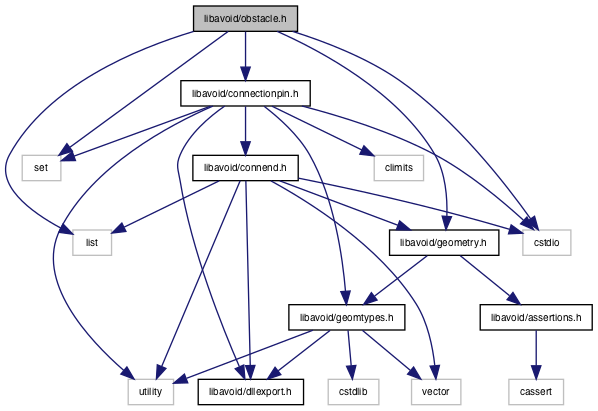 libavoid/obstacle.h
libavoid/connectionpin.h
set
libavoid/connend.h
climits
list
libavoid/geometry.h
cstdio
libavoid/geomtypes.h
libavoid/assertions.h
utility
libavoid/dllexport.h
cstdlib
vector
cassert